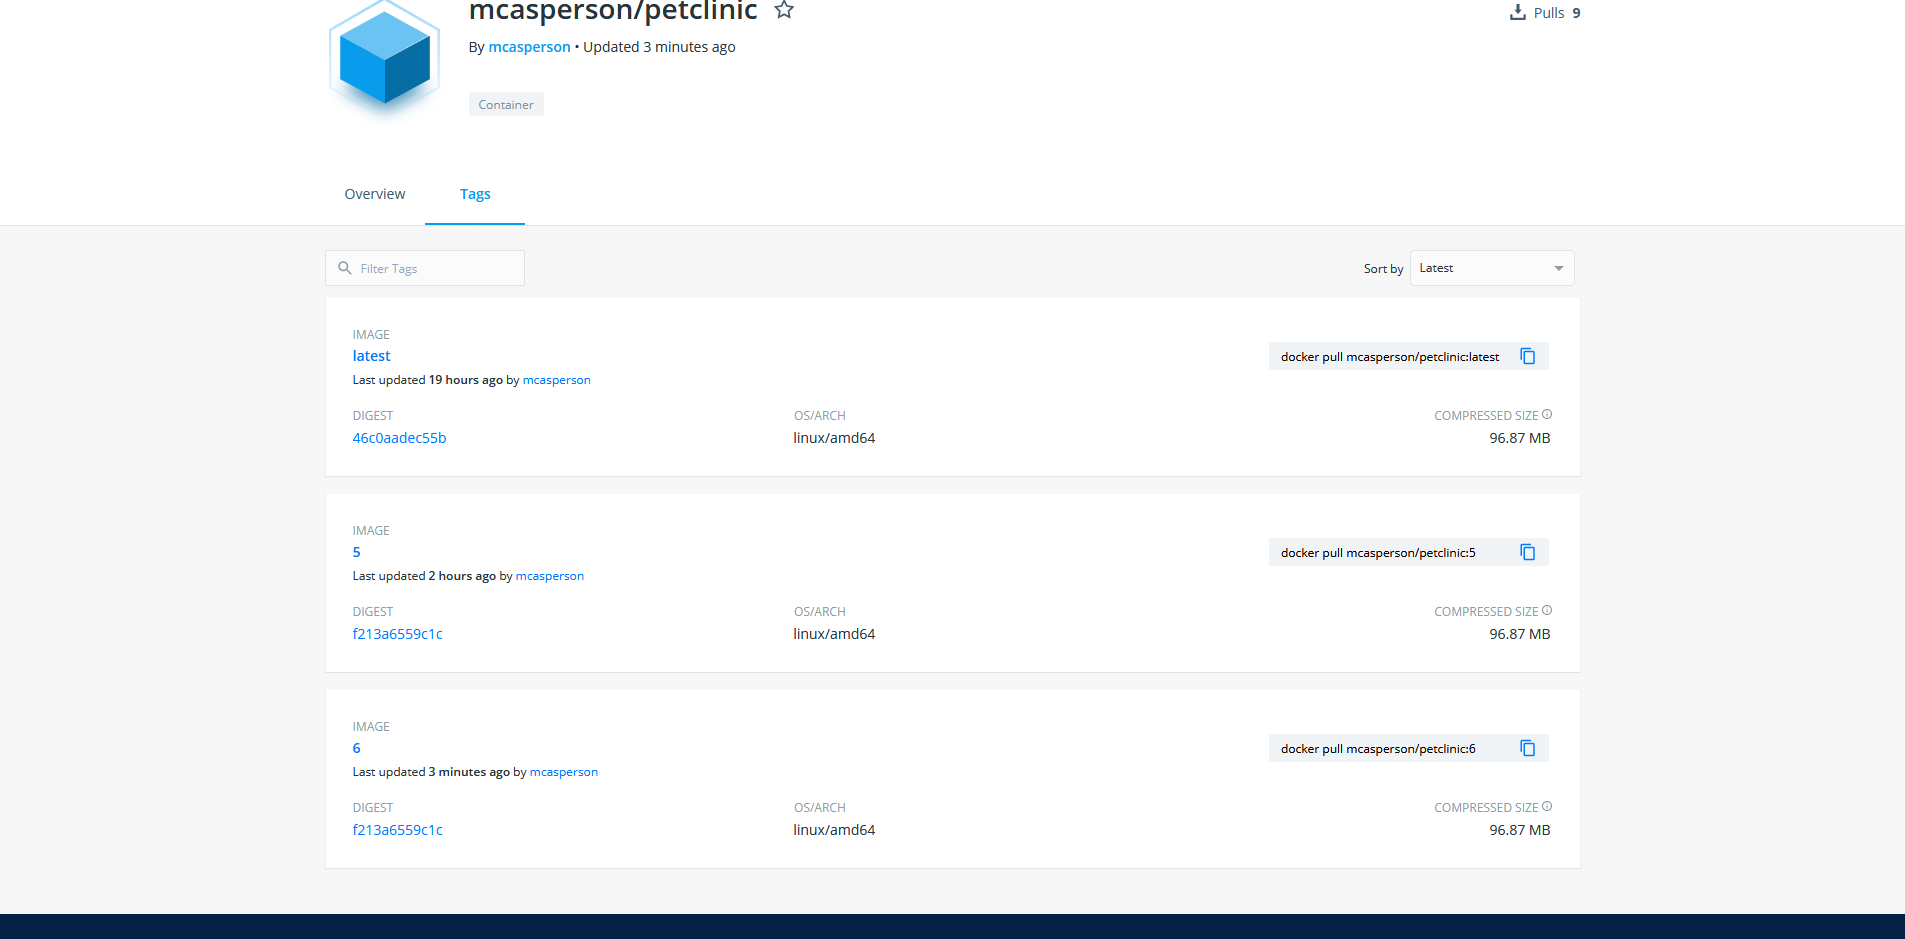 mcasperson/petclinic
Pulls 9
By mcasperson • Updated 3 minutes ago
Container
Overview Tags
Filter Tags
Sort by Latest
IMAGE
latest
docker pull mcasperson/petclinic:latest
Last updated 19 hours ago by mcasperson
DIGEST OS/ARCH COMPRESSED SIZE
46c0aadec55b linux/amd64 96.87 MB
IMAGE
5
docker pull mcasperson/petclinic:5
Last updated 2 hours ago by mcasperson
DIGEST OS/ARCH COMPRESSED SIZE
f213a6559c1c linux/amd64 96.87 MB
IMAGE
6
docker pull mcasperson/petclinic:6
Last updated 3 minutes ago by mcasperson
DIGEST OS/ARCH COMPRESSED SIZE
f213a6559c1c linux/amd64 96.87 MB